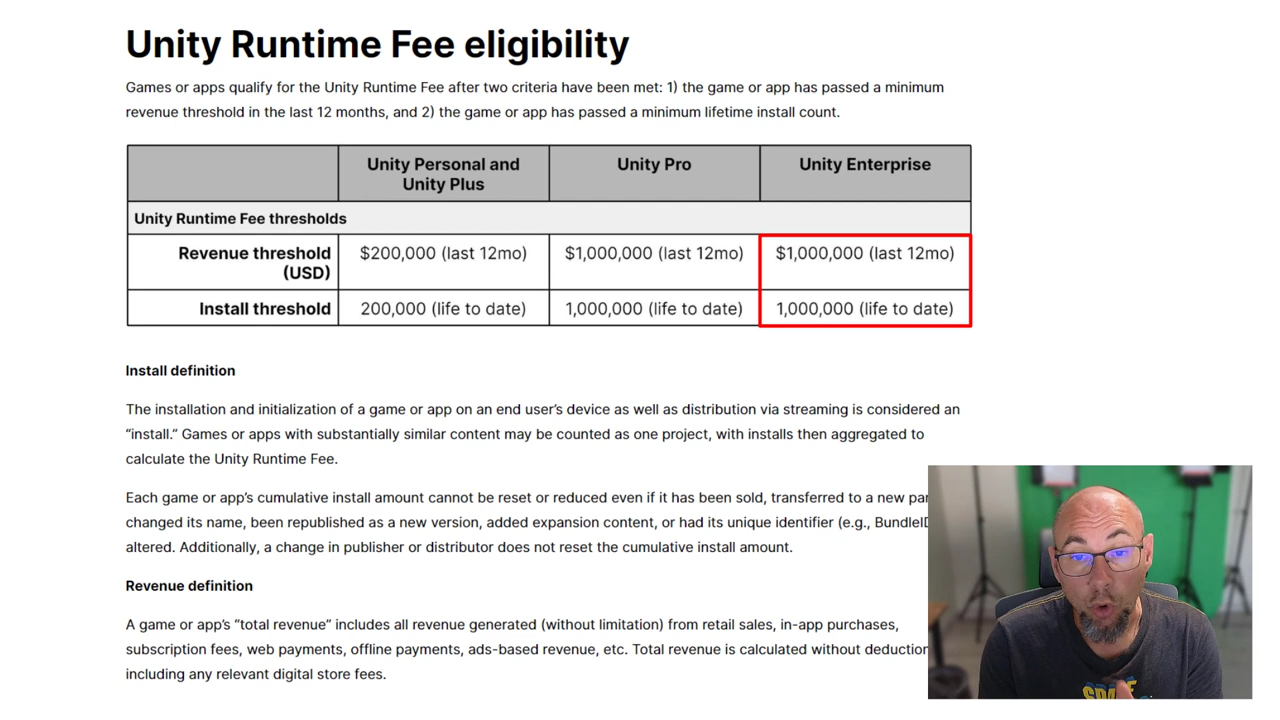 Unity Runtime Fee eligibility
Games or apps qualify for the Unity Runtime Fee after two criteria have been met: 1) the game or app has passed a minimum
revenue threshold in the last 12 months, and 2) the game or app has passed a minimum lifetime install count.
Unity Personal and Unity Plus Unity Pro Unity Enterprise
Unity Runtime Fee thresholds
Revenue threshold (USD) $200,000 (last 12mo) $1,000,000 (last 12mo) $1,000,000 (last 12mo)
Install threshold 200,000 (life to date) 1,000,000 (life to date) 1,000,000 (life to date)
Install definition
The installation and initialization of a game or app on an end user’s device as well as distribution via streaming is considered an
“install.” Games or apps with substantially similar content may be counted as one project, with installs then aggregated to
calculate the Unity Runtime Fee.
Each game or app’s cumulative install amount cannot be reset or reduced even if it has been sold, transferred to a new
changed its name, been republished as a new version, added expansion content, or had its unique identifier (e.g.,
altered. Additionally, a change in publisher or distributor does not reset the cumulative install amount.
Revenue definition
A game or app’s “total revenue” includes all revenue generated (without limitation) from retail sales, in-app purchases,
subscription fees, web payments, offline payments, ads-based revenue, etc. Total revenue is calculated without
including any relevant digital store fees.
SPACE